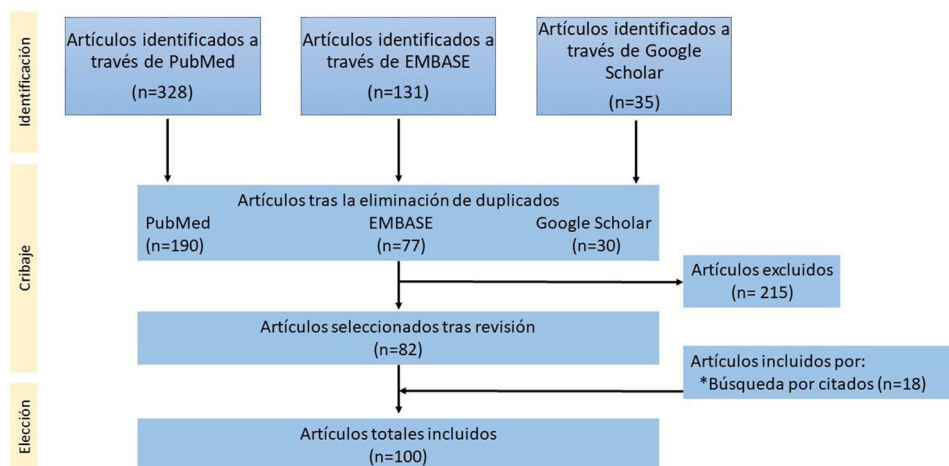 Identificación
Artículos identificados a
través de PubMed
(n=328)
Artículos identificados a
través de EMBASE
(n=131)
Artículos identificados a
través de Google
Scholar
(n=35)
Cribaje
Artículos tras la eliminación de duplicados
PubMed
(n=190)
EMBASE
(n=77)
Google Scholar
(n=30)
Artículos excluidos
(n= 215)
Artículos seleccionados tras revisión
(n=82)
Artículos incluidos por:
*Búsqueda por citados (n=18)
Elección
Artículos totales incluidos
(n=100)